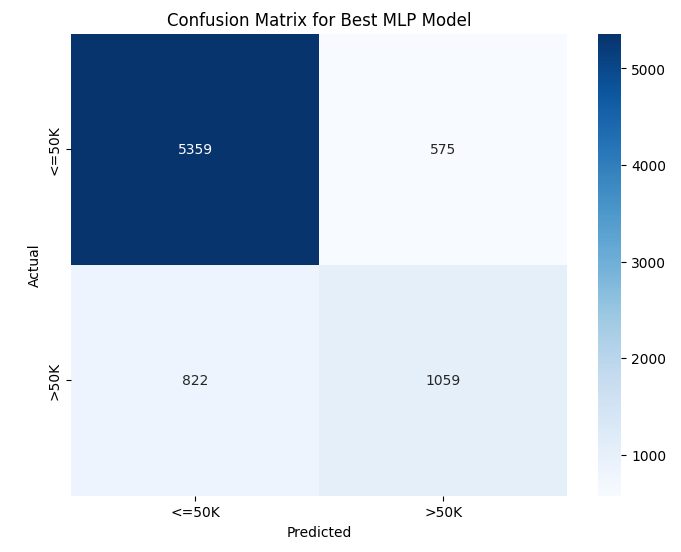 Confusion Matrix for Best MLP Model
5359 575
822 1059
<=50K
>50K
Actual
<=50K >50K
Predicted
5000
4000
3000
2000
1000